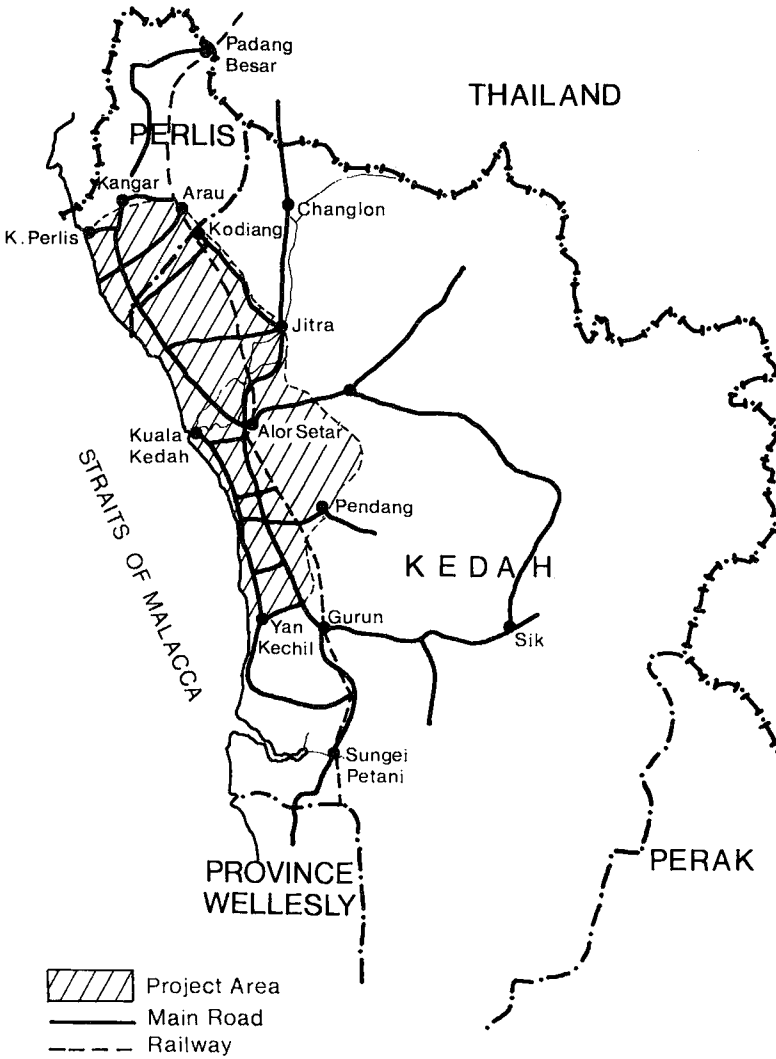 Padang
Besar
THAILAND
PERLIS
Kangar
Arau
Changlon
K. Perlis
Kodiang
Jitra
Kuala
Kedah
Alor Setar
STRAITS OF MALACCA
Pendang
KEDAH
Yan
Kechil
Gurun
Sik
Sungei
Petani
PROVINCE
WELLESLY
PERAK
Project Area
Main Road
Railway